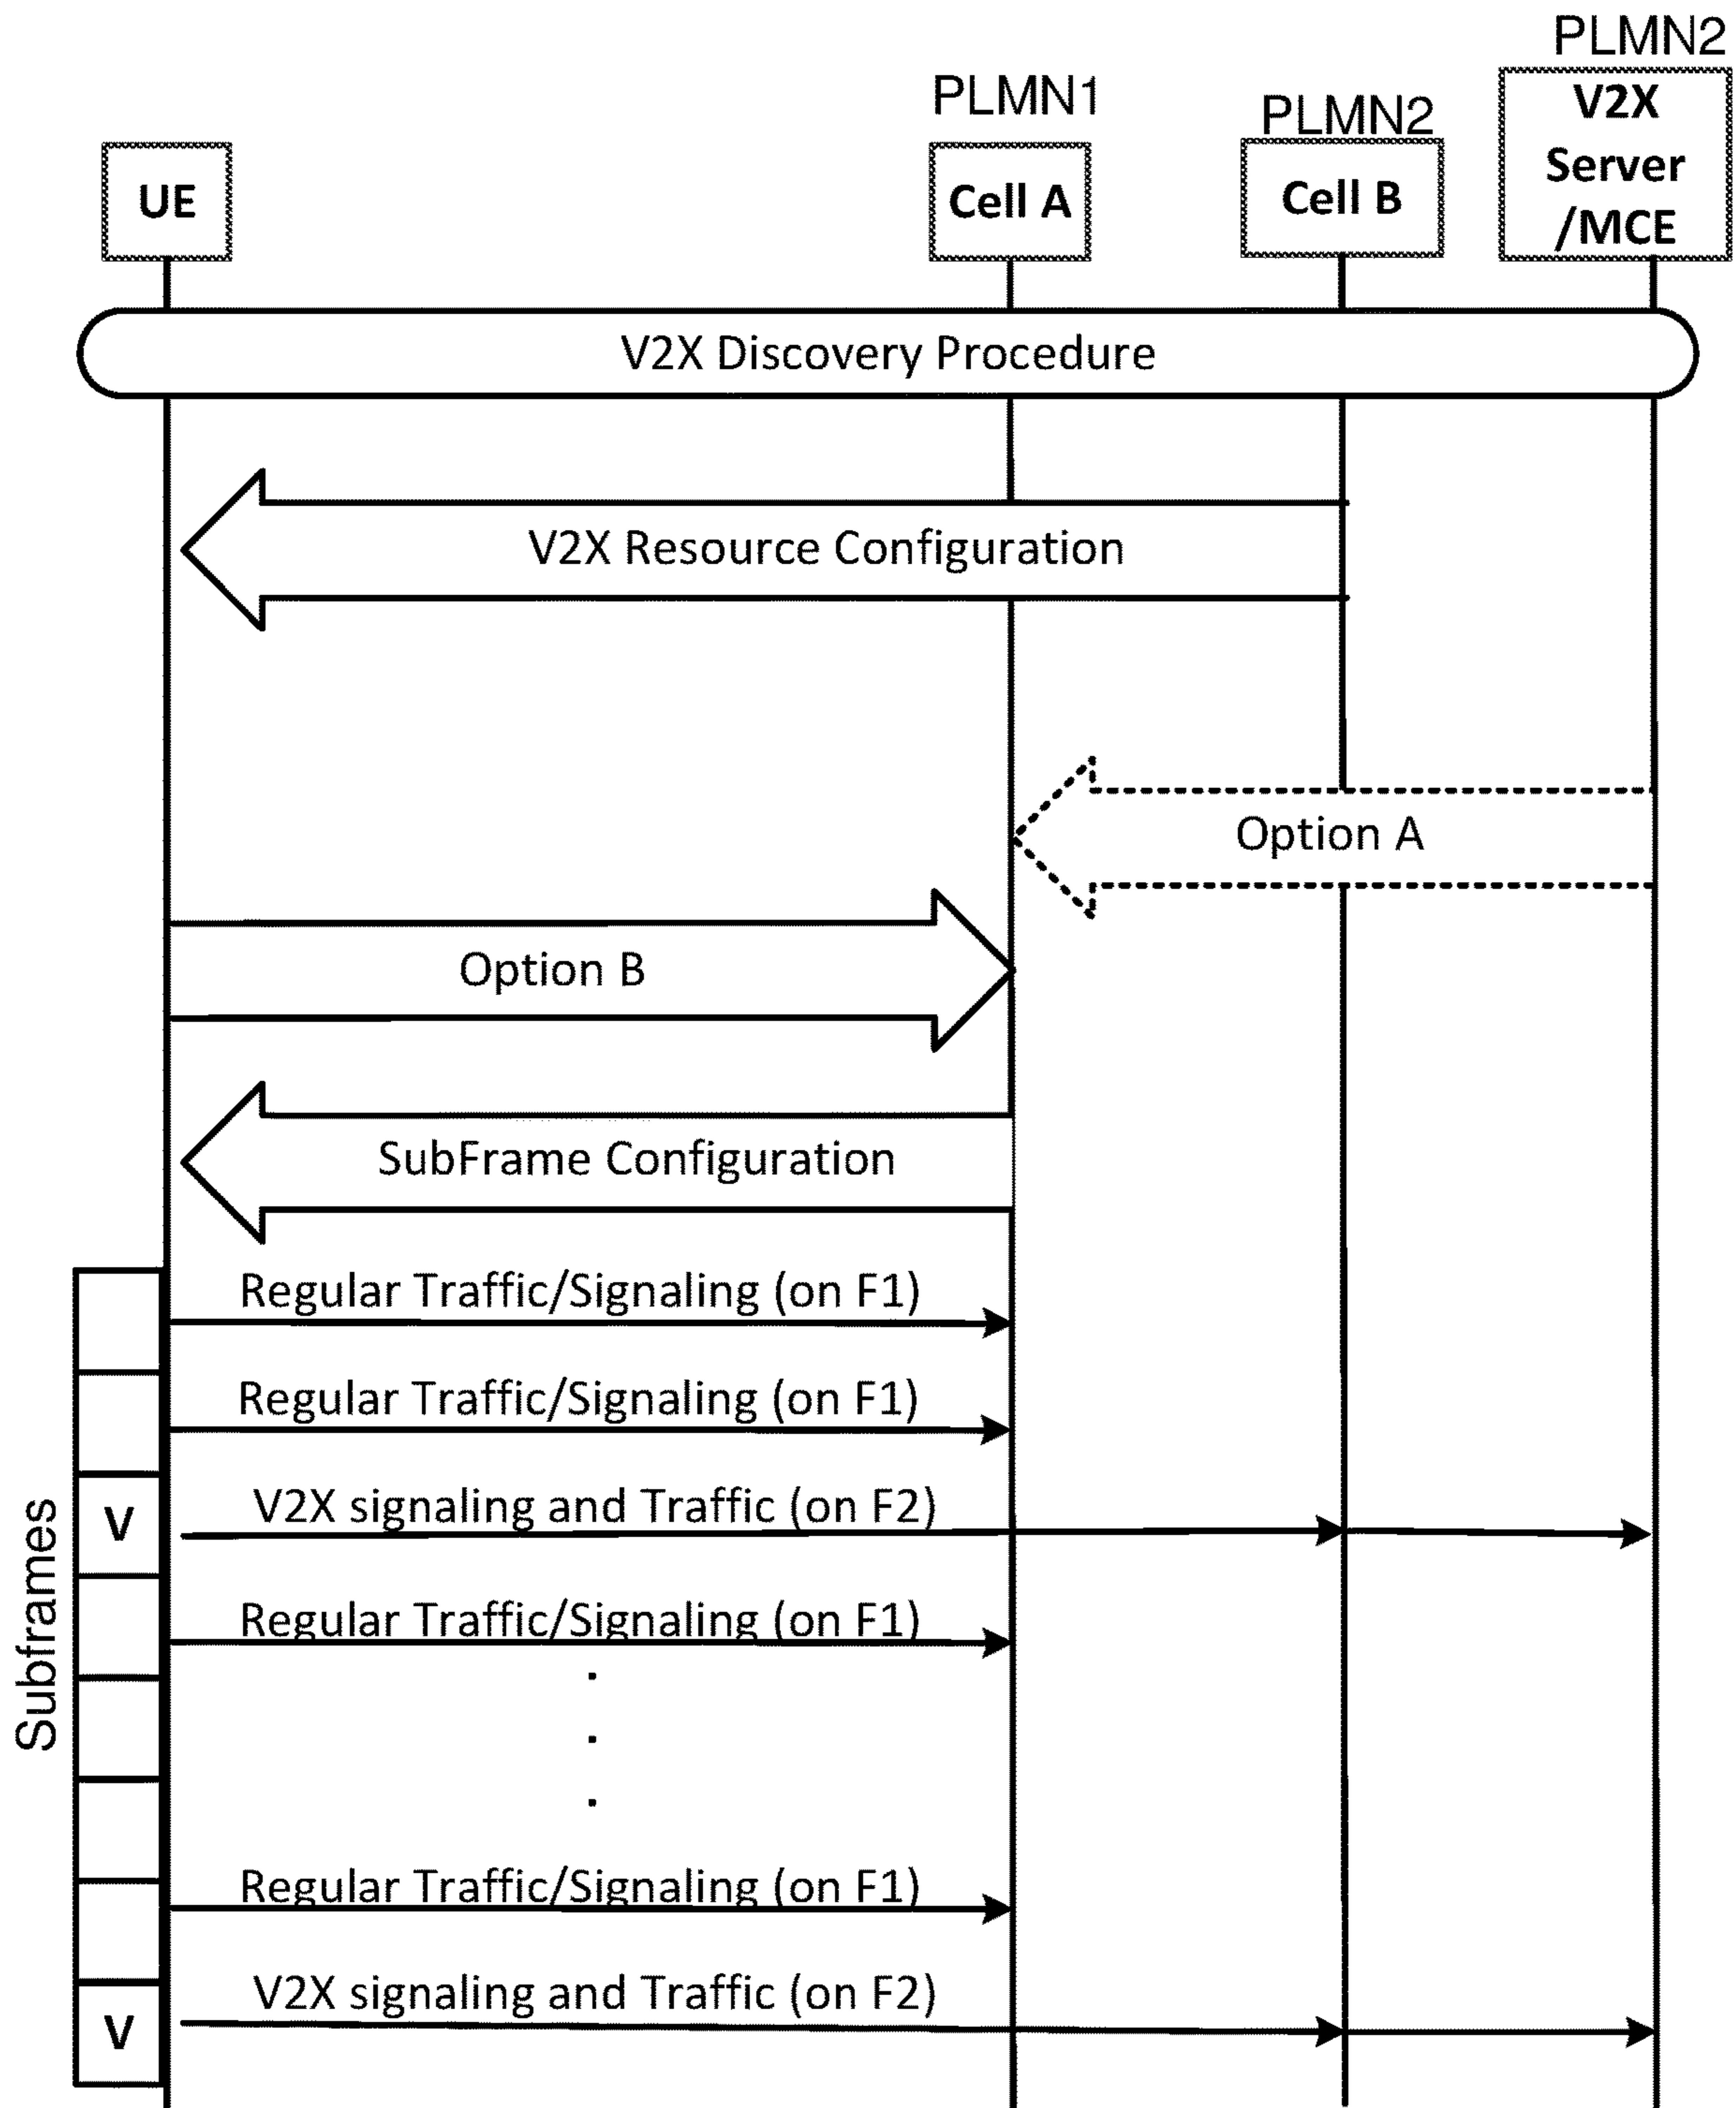 PLMN2
PLMN1
PLMN2
V2X
Server
/MCE
UE
Cell A
Cell B
V2X Discovery Procedure
V2X Resource Configuration
Option A
Option B
SubFrame Configuration
Regular Traffic/Signaling (on F1)
Regular Traffic/Signaling (on F1)
V
V2X signaling and Traffic (on F2)
Regular Traffic/Signaling (on F1)
Subframes
.
.
.
Regular Traffic/Signaling (on F1)
V2X signaling and Traffic (on F2)
V